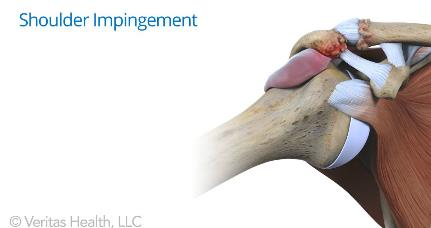 Shoulder Impingement
© Veritas Health, LLC